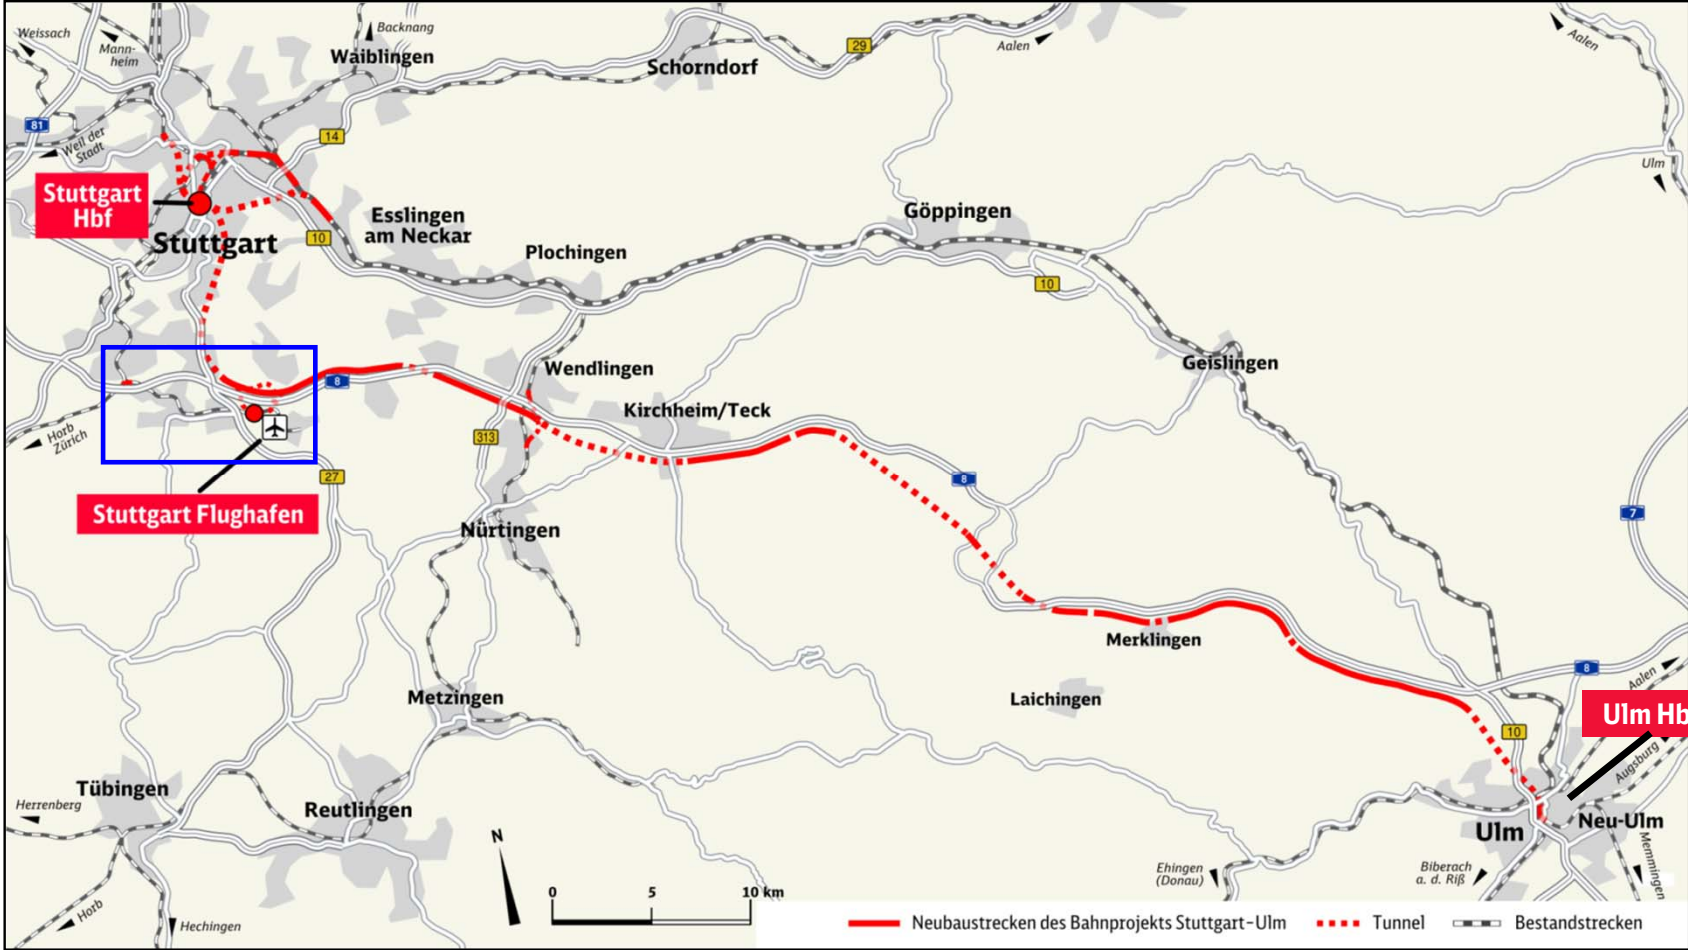 Weissach
Mann-
heim
Backnang
Waiblingen
Schorndorf
29
Aalen
Aalen
81
Weil der
Stadt
14
Ulm
Stuttgart
Hbf
Stuttgart
10
Esslingen
am Neckar
Plochingen
Göppingen
10
Geislingen
8
Wendlingen
Kirchheim/Teck
Horb
Zürich
313
27
Stuttgart Flughafen
8
7
Nürtingen
Merklingen
8
Aalen
Metzingen
Laichingen
Ulm Hb
10
Augsburg
Tübingen
Herrenberg
Reutlingen
Ulm
Neu-Ulm
N
Ehingen
(Donau)
Biberach
a. d. Riß
Memmingen
0 5 10 km
Horb
Hechingen
Neubaustrecken des Bahnprojekts Stuttgart-Ulm
Tunnel
Bestandstrecken